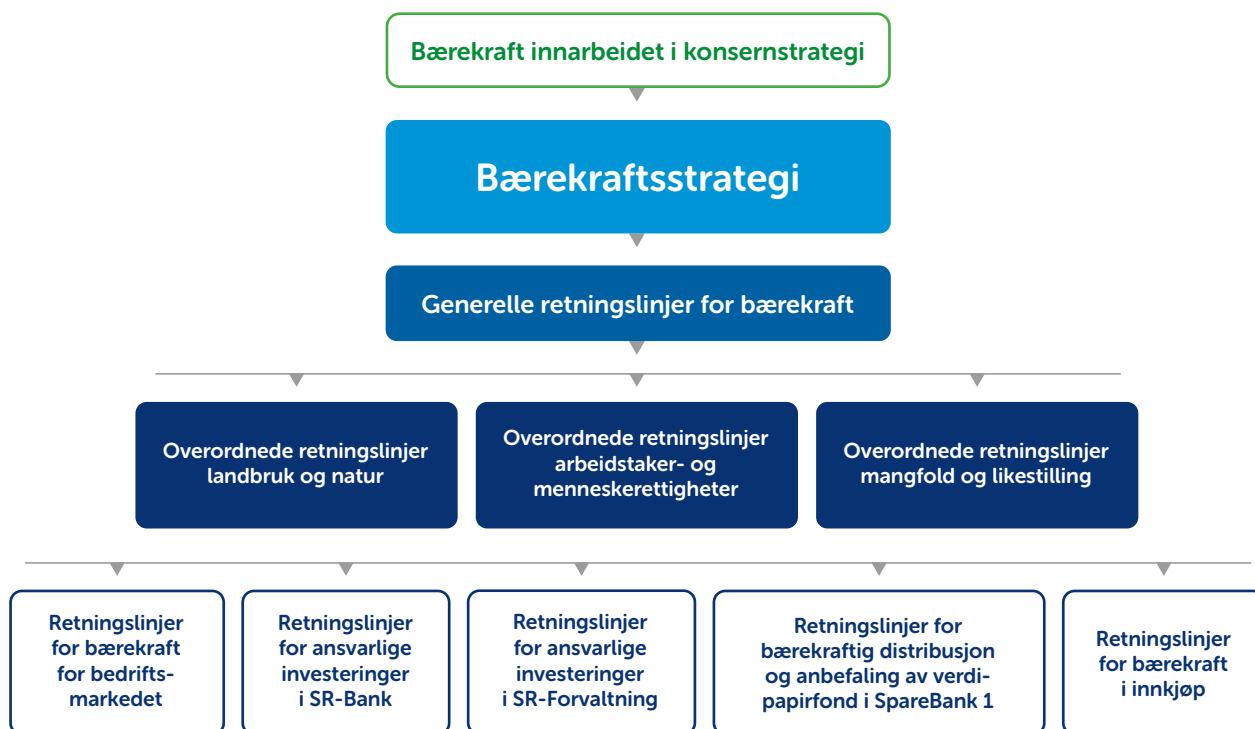 Bærekraft innarbeidet i konsernstrategi
Bærekraftsstrategi
Generelle retningslinjer for bærekraft
Overordnede retningslinjer
landbruk og natur
Overordnede retningslinjer
arbeidstaker- og
menneskerettigheter
Overordnede retningslinjer
mangfold og likestilling
Retningslinjer
for bærekraft
for bedrifts-
markedet
Retningslinjer
for ansvarlige
investeringer
i SR-Bank
Retningslinjer
for ansvarlige
investeringer
i SR-Forvaltning
Retningslinjer for
bærekraftig distribusjon
og anbefaling av verdi-
papirfond i SpareBank 1
Retningslinjer
for bærekraft
i innkjøp